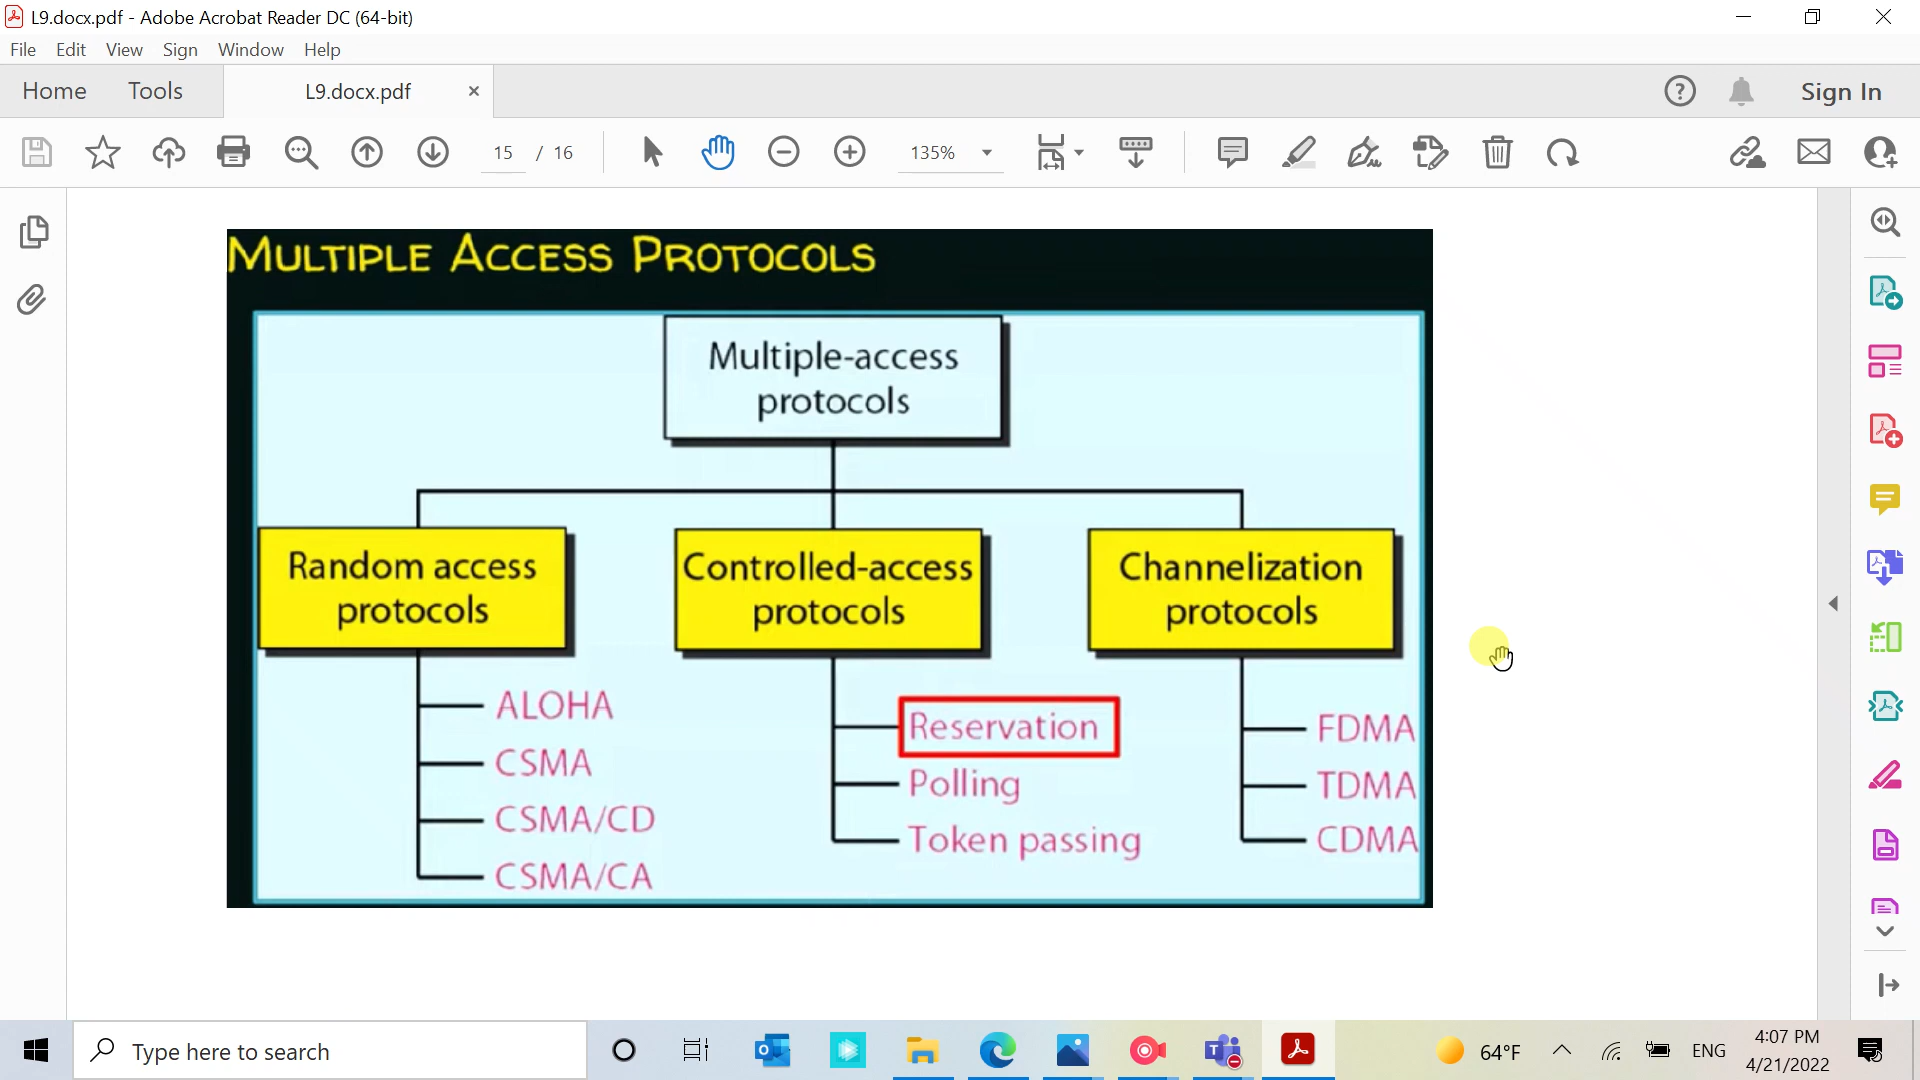 L9.docx.pdf - Adobe Acrobat Reader DC (64-bit)
File Edit View Sign Window Help
Home Tools L9.docx.pdf × Sign In
15 / 16 135%
MULTIPLE ACCESS PROTOCOLS
Multiple-access
protocols
Random access
protocols
Controlled-access
protocols
Channelization
protocols
ALOHA
CSMA
CSMA/CD
CSMA/CA
Reservation
Polling
Token passing
FDMA
TDMA
CDMA
Type here to search
64°F
ENG
4:07 PM
4/21/2022